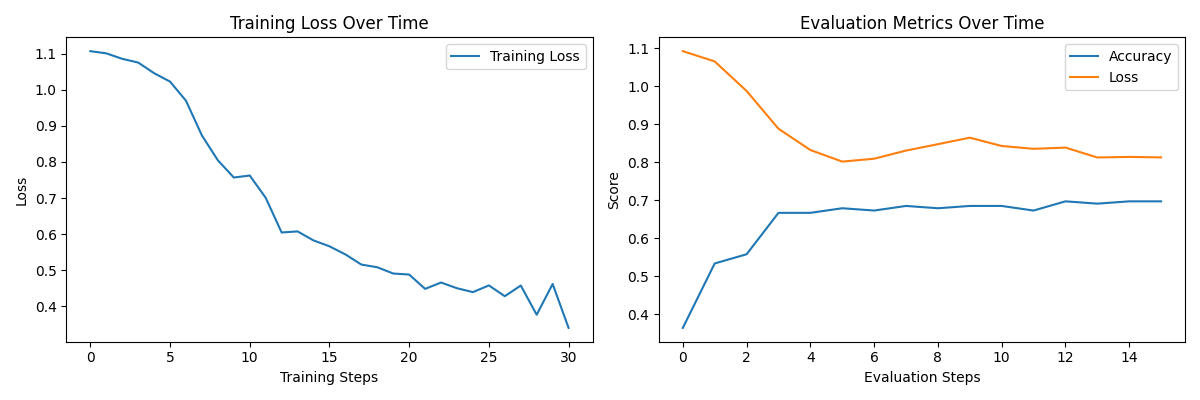 Training Loss Over Time
Training Loss
1.1
1.0
0.9
0.8
0.7
0.6
0.5
0.4
Loss
0 5 10 15 20 25 30
Training Steps
Evaluation Metrics Over Time
Accuracy
Loss
1.1
1.0
0.9
0.8
0.7
0.6
0.5
0.4
Score
0 2 4 6 8 10 12 14
Evaluation Steps